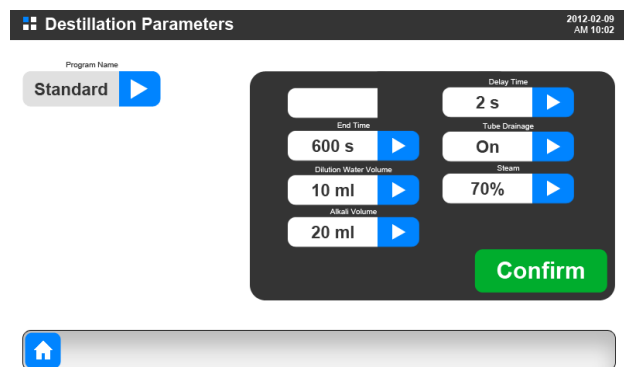 Destillation Parameters
2012-02-09
AM 10:02
Program Name
Standard
End Time
600 s
Dilution Water Volume
10 ml
Alkali Volume
20 ml
Delay Time
2 s
Tube Drainage
On
Steam
70%
Confirm